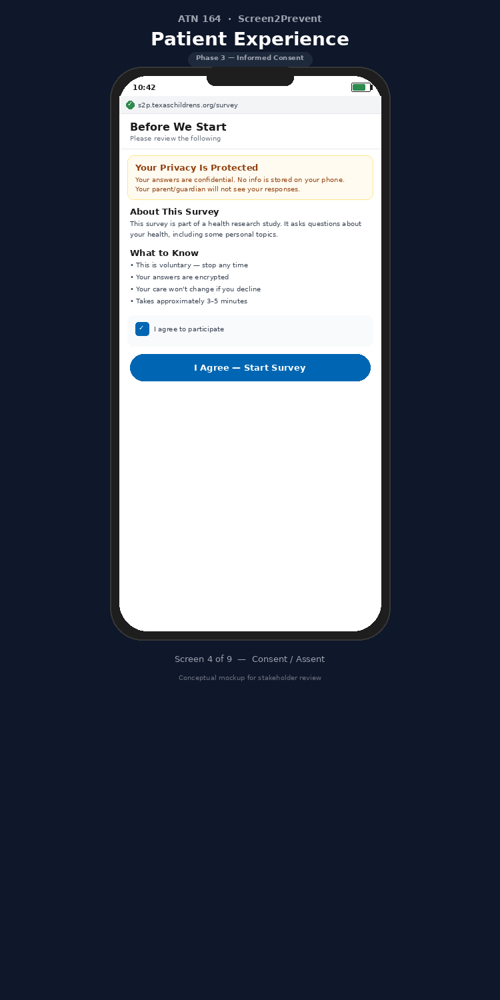 ATN 164 · Screen2Prevent
Patient Experience
Phase 3 — Informed Consent
10:42
✓ s2p.texaschildrens.org/survey
Before We Start
Please review the following
Your Privacy Is Protected
Your answers are confidential. No info is stored on your phone.
Your parent/guardian will not see your responses.
About This Survey
This survey is part of a health research study. It asks questions about
your health, including some personal topics.
What to Know
• This is voluntary — stop any time
• Your answers are encrypted
• Your care won't change if you decline
• Takes approximately 3–5 minutes
✓ I agree to participate
I Agree — Start Survey
Screen 4 of 9 — Consent / Assent
Conceptual mockup for stakeholder review